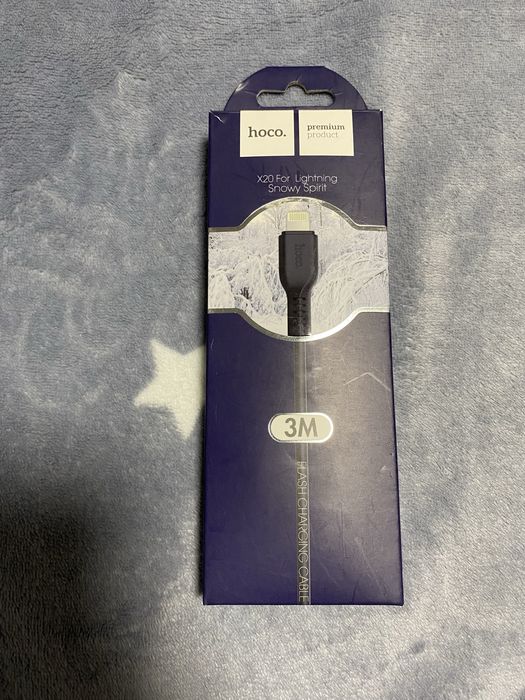 hoco.
premium
product
X20 For Lightning
Snowy Spirit
hoco.
3M
FLASH CHARGING CABLE